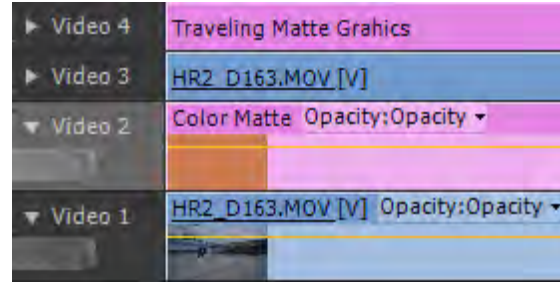 Video 4 Traveling Matte Grahics
Video 3 HR2_D163.MOV [V]
Video 2 Color Matte Opacity:Opacity
Video 1 HR2_D163.MOV [V] Opacity:Opacity